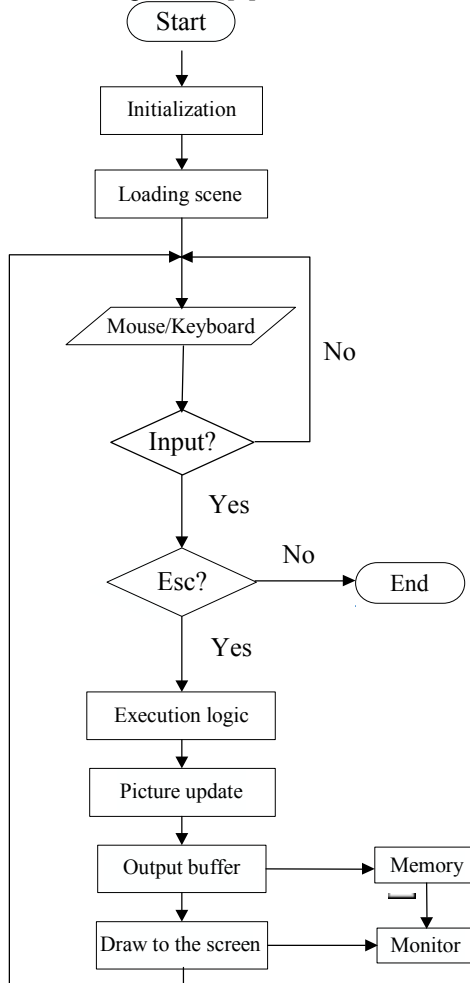 Start
Initialization
Loading scene
Mouse/Keyboard
No
Input?
Yes
No
Esc?
End
Yes
Execution logic
Picture update
Output buffer
Memory
Draw to the screen
Monitor